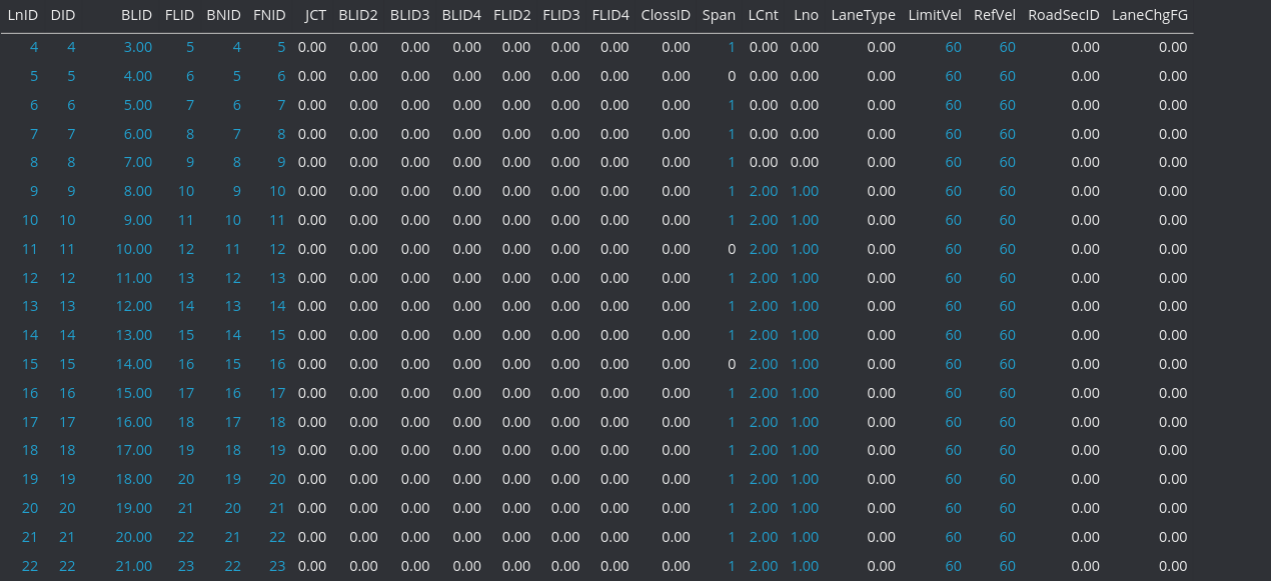 LnID DID BLID FLID BNID FNID JCT BLID2 BLID3 BLID4 FLID2 FLID3 FLID4 ClossID Span LCnt Lno LaneType LimitVel RefVel RoadSecID LaneChgFG
4 4 3.00 5 4 5 0.00 0.00 0.00 0.00 0.00 0.00 0.00 0.00 1 0.00 0.00 0.00 60 60 0.00 0.00
5 5 4.00 6 5 6 0.00 0.00 0.00 0.00 0.00 0.00 0.00 0.00 0 0.00 0.00 0.00 60 60 0.00 0.00
6 6 5.00 7 6 7 0.00 0.00 0.00 0.00 0.00 0.00 0.00 0.00 1 0.00 0.00 0.00 60 60 0.00 0.00
7 7 6.00 8 7 8 0.00 0.00 0.00 0.00 0.00 0.00 0.00 0.00 1 0.00 0.00 0.00 60 60 0.00 0.00
8 8 7.00 9 8 9 0.00 0.00 0.00 0.00 0.00 0.00 0.00 0.00 1 0.00 0.00 0.00 60 60 0.00 0.00
9 9 8.00 10 9 10 0.00 0.00 0.00 0.00 0.00 0.00 0.00 0.00 1 2.00 1.00 0.00 60 60 0.00 0.00
10 10 9.00 11 10 11 0.00 0.00 0.00 0.00 0.00 0.00 0.00 0.00 1 2.00 1.00 0.00 60 60 0.00 0.00
11 11 10.00 12 11 12 0.00 0.00 0.00 0.00 0.00 0.00 0.00 0.00 0 2.00 1.00 0.00 60 60 0.00 0.00
12 12 11.00 13 12 13 0.00 0.00 0.00 0.00 0.00 0.00 0.00 0.00 1 2.00 1.00 0.00 60 60 0.00 0.00
13 13 12.00 14 13 14 0.00 0.00 0.00 0.00 0.00 0.00 0.00 0.00 1 2.00 1.00 0.00 60 60 0.00 0.00
14 14 13.00 15 14 15 0.00 0.00 0.00 0.00 0.00 0.00 0.00 0.00 1 2.00 1.00 0.00 60 60 0.00 0.00
15 15 14.00 16 15 16 0.00 0.00 0.00 0.00 0.00 0.00 0.00 0.00 0 2.00 1.00 0.00 60 60 0.00 0.00
16 16 15.00 17 16 17 0.00 0.00 0.00 0.00 0.00 0.00 0.00 0.00 1 2.00 1.00 0.00 60 60 0.00 0.00
17 17 16.00 18 17 18 0.00 0.00 0.00 0.00 0.00 0.00 0.00 0.00 1 2.00 1.00 0.00 60 60 0.00 0.00
18 18 17.00 19 18 19 0.00 0.00 0.00 0.00 0.00 0.00 0.00 0.00 1 2.00 1.00 0.00 60 60 0.00 0.00
19 19 18.00 20 19 20 0.00 0.00 0.00 0.00 0.00 0.00 0.00 0.00 1 2.00 1.00 0.00 60 60 0.00 0.00
20 20 19.00 21 20 21 0.00 0.00 0.00 0.00 0.00 0.00 0.00 0.00 1 2.00 1.00 0.00 60 60 0.00 0.00
21 21 20.00 22 21 22 0.00 0.00 0.00 0.00 0.00 0.00 0.00 0.00 1 2.00 1.00 0.00 60 60 0.00 0.00
22 22 21.00 23 22 23 0.00 0.00 0.00 0.00 0.00 0.00 0.00 0.00 1 2.00 1.00 0.00 60 60 0.00 0.00